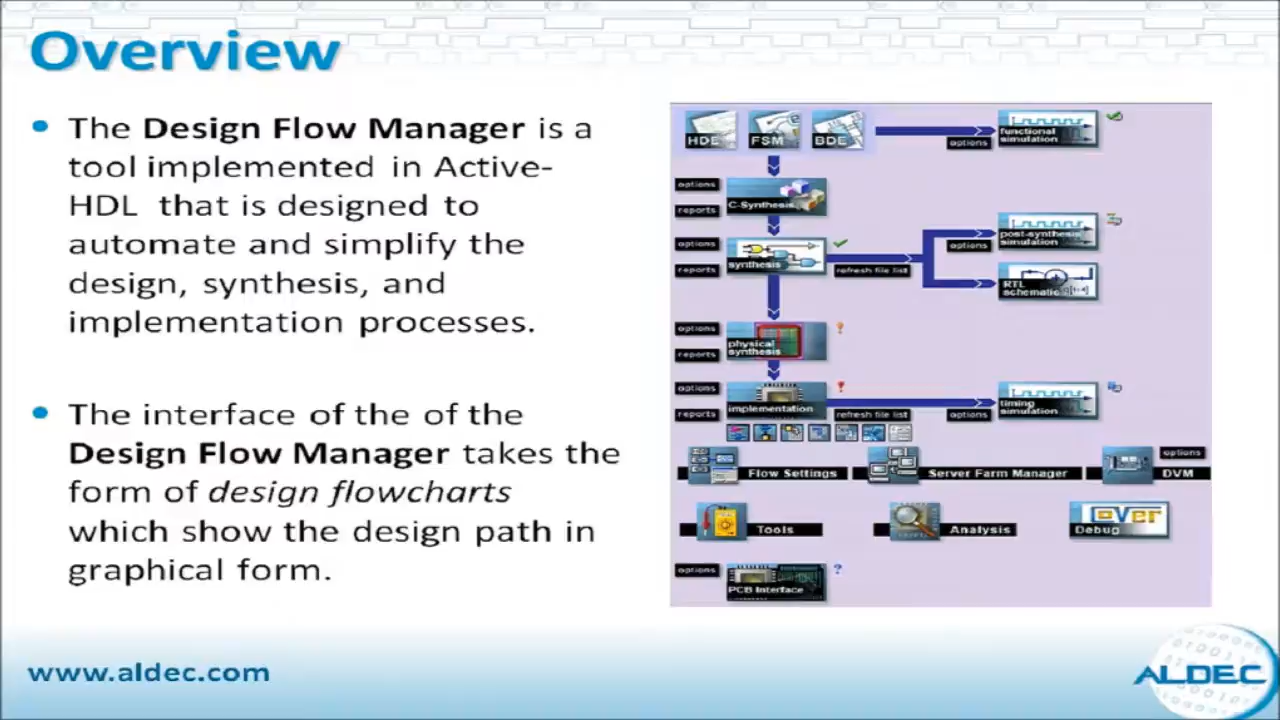 Overview
• The Design Flow Manager is a
tool implemented in Active-
HDL that is designed to
automate and simplify the
design, synthesis, and
implementation processes.
• The interface of the of the
Design Flow Manager takes the
form of design flowcharts
which show the design path in
graphical form.
HDE FSM BDE
options
functional
simulation
options
C-Synthesis
reports
options
synthesis
reports
refresh file list
options
post-synthesis
simulation
RTL
schematic
options
physical
synthesis
reports
options
implementation
reports
refresh file list
options
timing
simulation
Flow Settings
Server Farm Manager
options
DVM
Tools
Analysis
Cover
Debug
options
PCB Interface
www.aldec.com
ALDEC